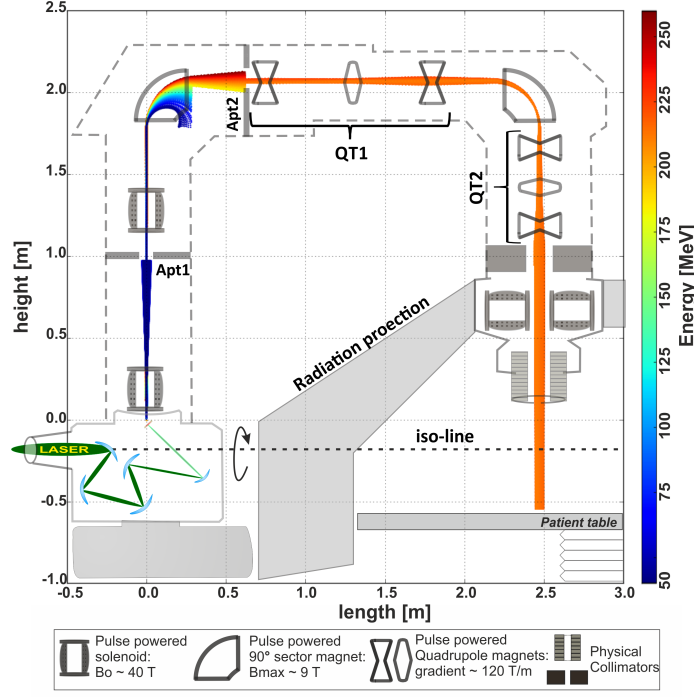 2.5
2.0
1.5
1.0
0.5
0.0
-0.5
-1.0
height [m]
-0.5
0.0
0.5
1.0
1.5
2.0
2.5
3.0
length [m]
Apt2
QT1
QT2
Apt1
Radiation proection
iso-line
LASER
Patient table
250
225
200
175
150
125
100
75
50
Energy [MeV]
Pulse powered
solenoid:
Bo ~ 40 T
Pulse powered
90° sector magnet:
Bmax ~ 9 T
Pulse powered
Quadrupole magnets:
gradient ~ 120 T/m
Physical
Collimators